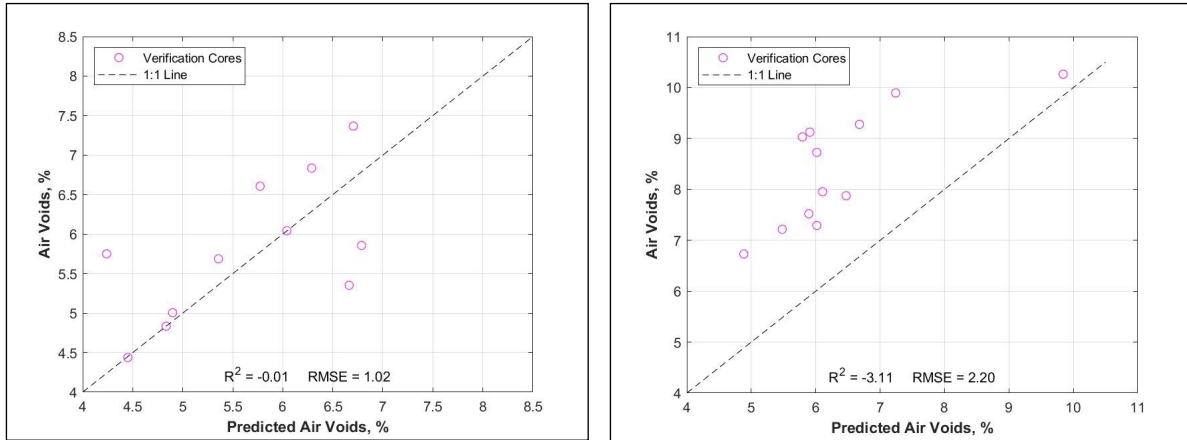 8.5
8
7.5
7
6.5
6
5.5
5
4.5
4
Air Voids, %
Verification Cores
1:1 Line
R² = -0.01 RMSE = 1.02
4 4.5 5 5.5 6 6.5 7 7.5 8 8.5
Predicted Air Voids, %
11
10
9
8
7
6
5
4
Air Voids, %
Verification Cores
1:1 Line
R² = -3.11 RMSE = 2.20
4 5 6 7 8 9 10 11
Predicted Air Voids, %